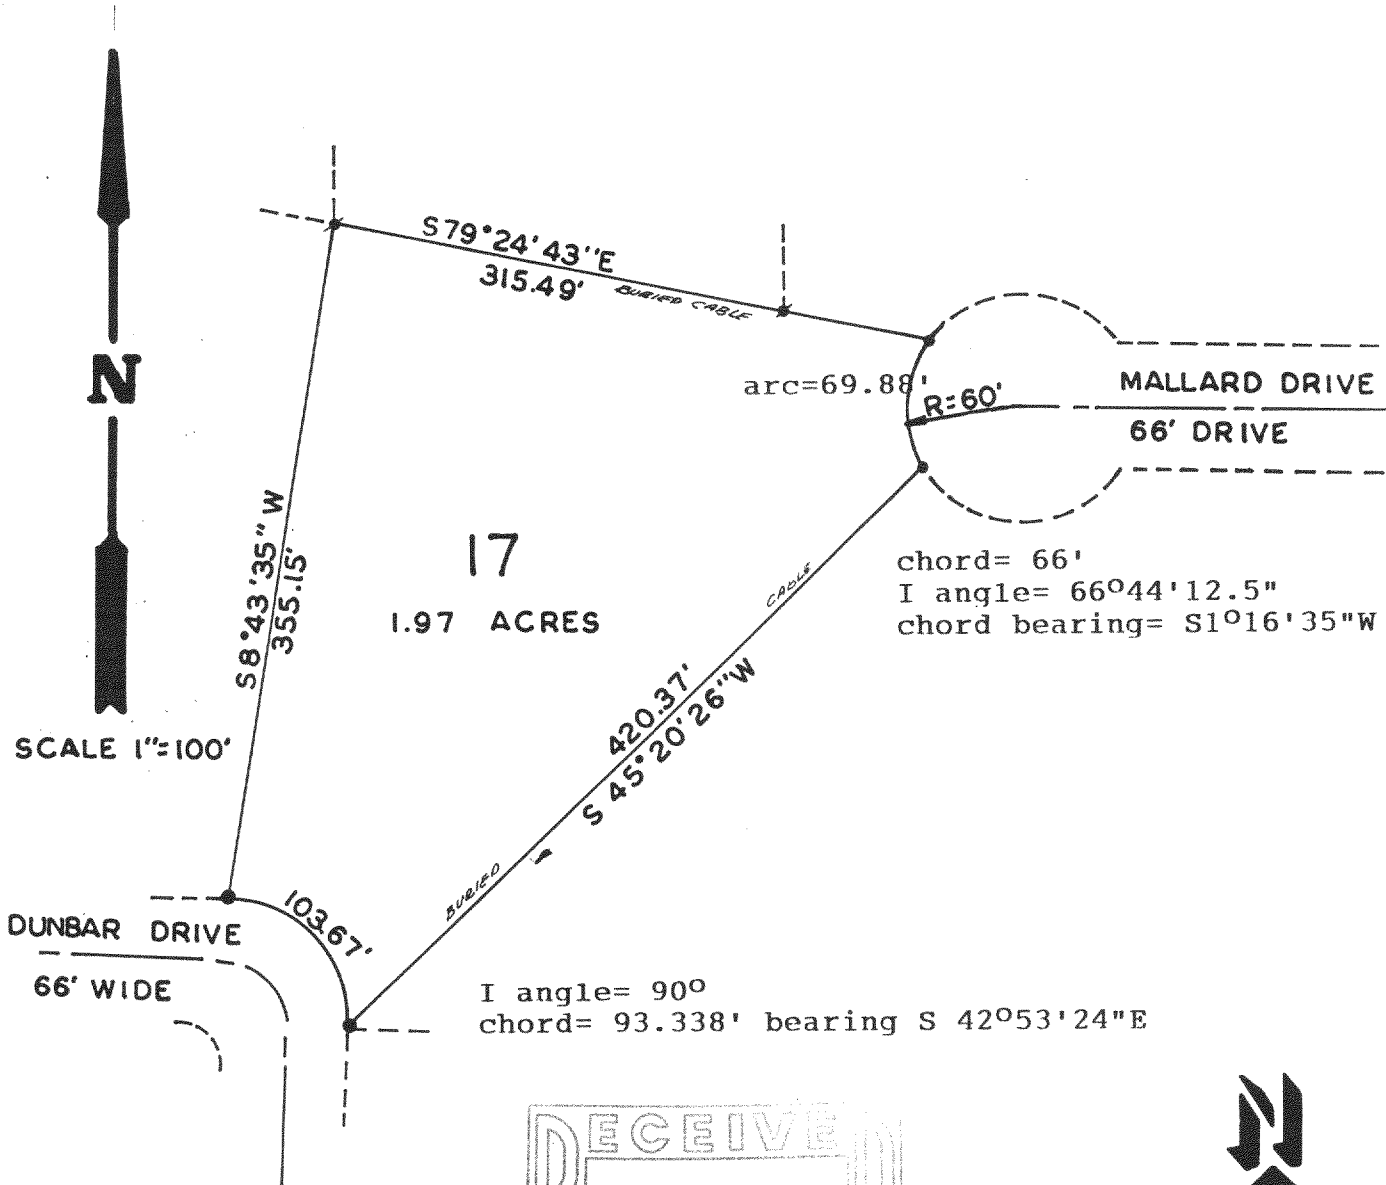 S79°24'43"E
315.49'
BURIED CABLE
N
arc=69.88'
R=60'
MALLARD DRIVE
66' DRIVE
S8°43'35"W
355.15'
17
1.97 ACRES
CABLE
chord= 66'
I angle= 66°44'12.5"
chord bearing= S1°16'35"W
420.37'
S 45°20'26"W
SCALE 1"=100'
BURIED
103.67'
DUNBAR DRIVE
66' WIDE
I angle= 90°
chord= 93.338' bearing S 42°53'24"E
N
DECEIVED